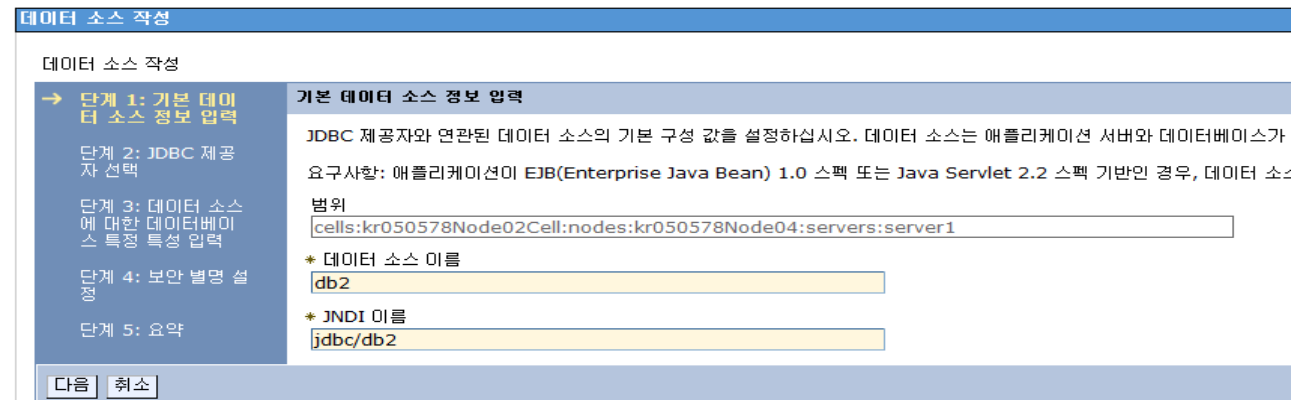 데이터 소스 작성
데이터 소스 작성
→ 단계 1: 기본 데이
터 소스 정보 입력
단계 2: JDBC 제공
자 선택
단계 3: 데이터 소스
에 대한 데이터베이
스 특정 특성 입력
단계 4: 보안 별명 설
정
단계 5: 요약
기본 데이터 소스 정보 입력
JDBC 제공자와 연관된 데이터 소스의 기본 구성 값을 설정하십시오. 데이터 소스는 애플리케이션 서버와 데이터베이스가
요구사항: 애플리케이션이 EJB(Enterprise Java Bean) 1.0 스펙 또는 Java Servlet 2.2 스펙 기반인 경우, 데이터 소스
범위
cells:kr050578Node02Cell:nodes:kr050578Node04:servers:server1
* 데이터 소스 이름
db2
* JNDI 이름
jdbc/db2
다음 취소